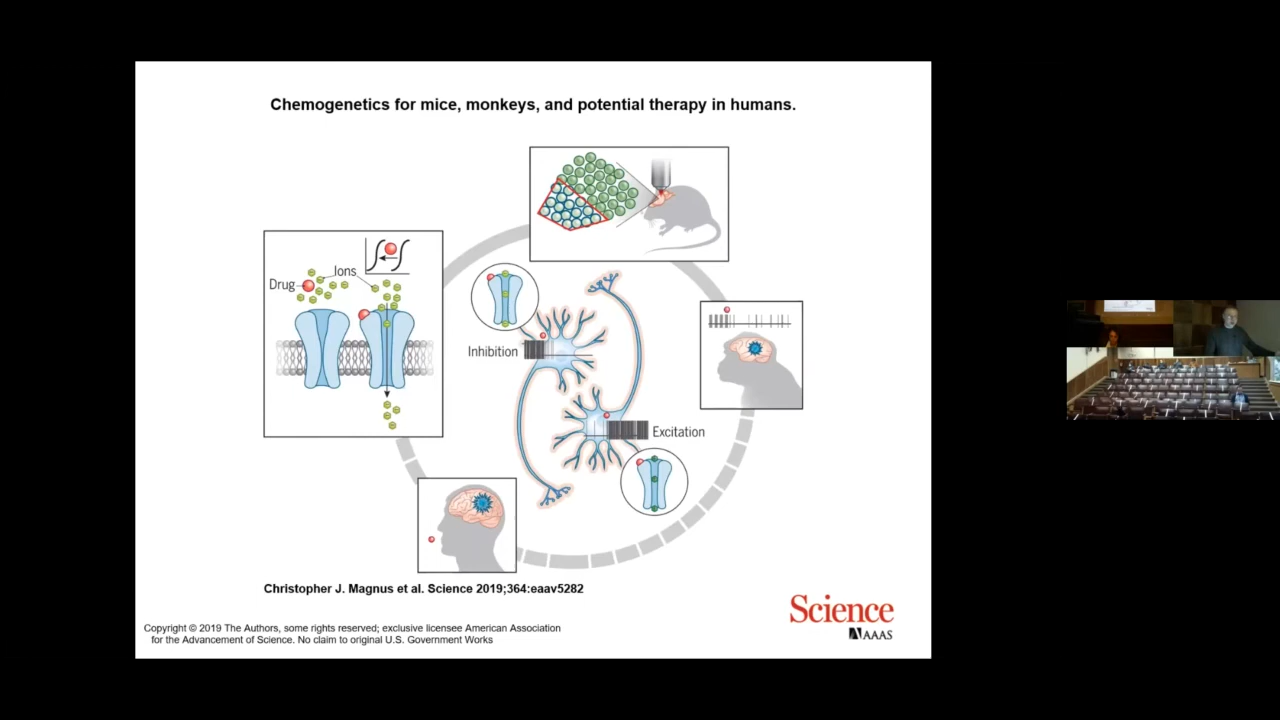 Chemogenetics for mice, monkeys, and potential therapy in humans.
Drug
Ions
Inhibition
Excitation
Christopher J. Magnus et al. Science 2019;364:eaav5282
Copyright © 2019 The Authors, some rights reserved; exclusive licensee American Association
for the Advancement of Science. No claim to original U.S. Government Works
Science
AAAS